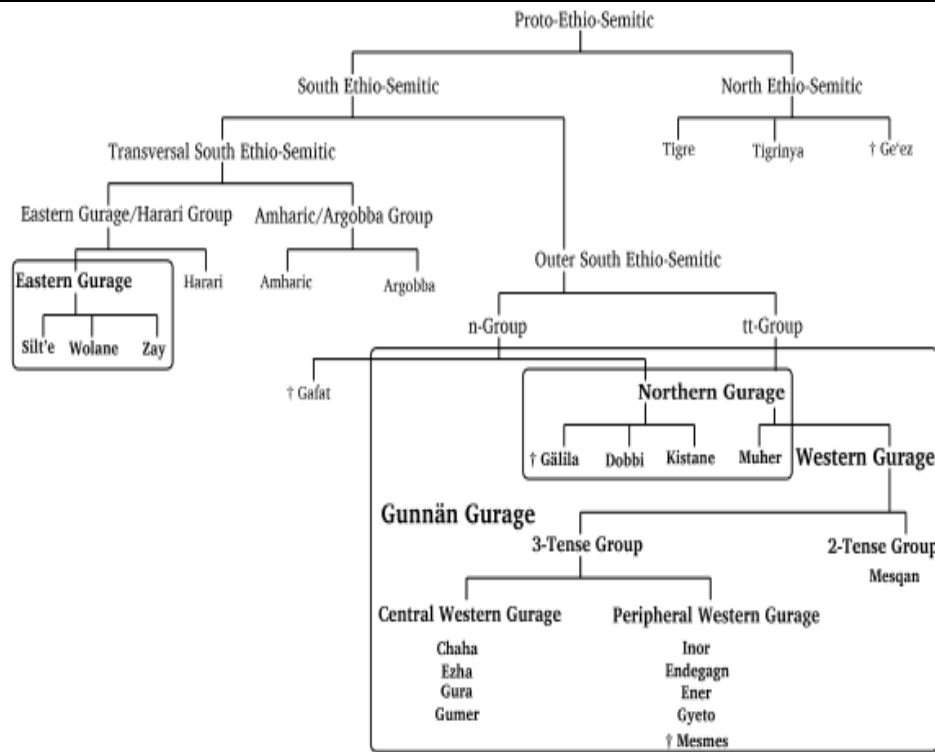 Proto-Ethio-Semitic
South Ethio-Semitic
North Ethio-Semitic
Transversal South Ethio-Semitic
Tigre
Tigrinya
† Ge'ez
Eastern Gurage/Harari Group
Amharic/Argobba Group
Eastern Gurage
Harari
Amharic
Argobba
Outer South Ethio-Semitic
Silt'e
Wolane
Zay
n-Group
tt-Group
† Gafat
Northern Gurage
† Gälila
Dobbi
Kistane
Muher
Western Gurage
Gunnän Gurage
3-Tense Group
2-Tense Group
Mesqan
Central Western Gurage
Peripheral Western Gurage
Chaha
Ezha
Gura
Gumer
Inor
Endegagn
Ener
Gyeto
† Mesmes